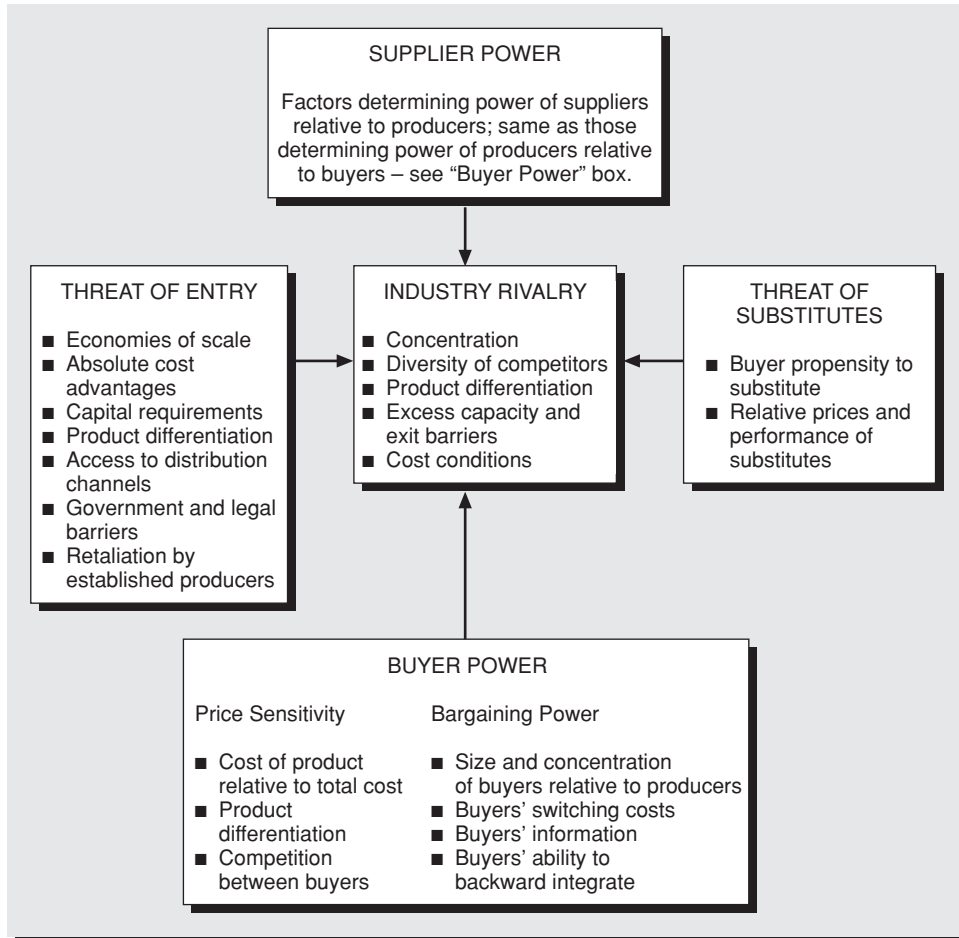 SUPPLIER POWER
Factors determining power of suppliers
relative to producers; same as those
determining power of producers relative
to buyers – see “Buyer Power” box.
THREAT OF ENTRY
■ Economies of scale
■ Absolute cost
advantages
■ Capital requirements
■ Product differentiation
■ Access to distribution
channels
■ Government and legal
barriers
■ Retaliation by
established producers
INDUSTRY RIVALRY
■ Concentration
■ Diversity of competitors
■ Product differentiation
■ Excess capacity and
exit barriers
■ Cost conditions
THREAT OF
SUBSTITUTES
■ Buyer propensity to
substitute
■ Relative prices and
performance of
substitutes
BUYER POWER
Price Sensitivity
■ Cost of product
relative to total cost
■ Product
differentiation
■ Competition
between buyers
Bargaining Power
■ Size and concentration
of buyers relative to producers
■ Buyers’ switching costs
■ Buyers’ information
■ Buyers’ ability to
backward integrate